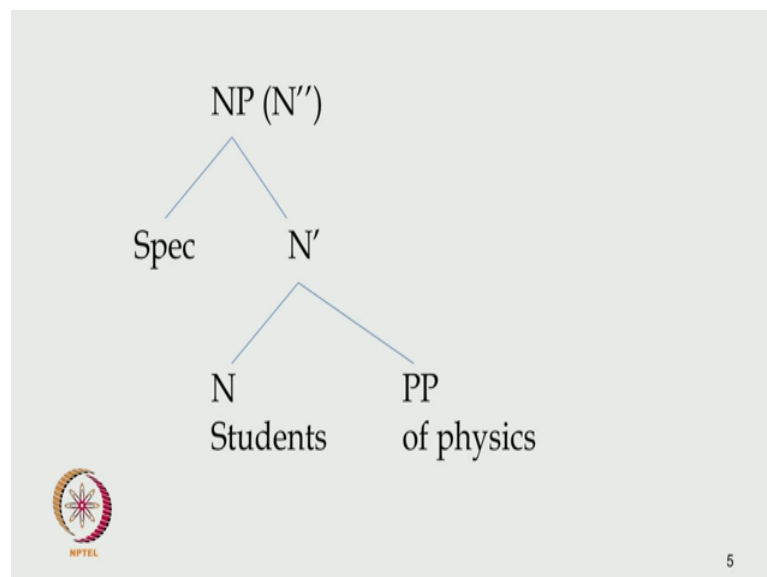 NP (N′′)
Spec N′
N PP
Students of physics
NPTEL
5